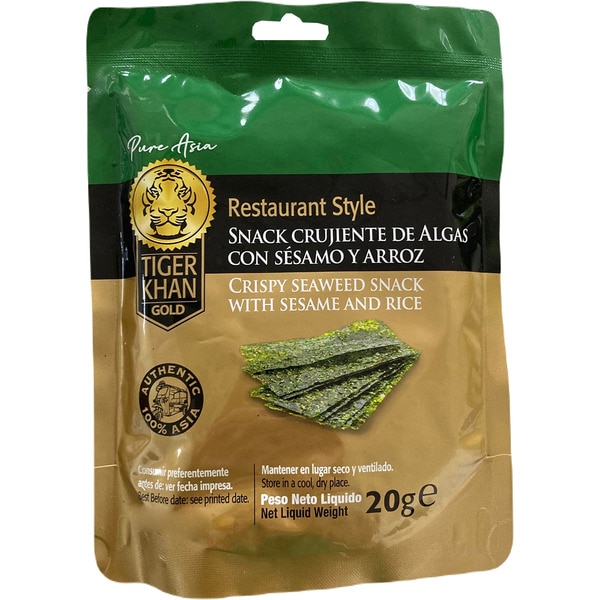 Pure Asia
TIGER
KHAN
GOLD
Restaurant Style
SNACK CRUJIENTE DE ALGAS
CON SÉSAMO Y ARROZ
CRISPY SEAWEED SNACK
WITH SESAME AND RICE
AUTHENTIC
100% ASIA
Consumir preferentemente
antes de: ver fecha impresa.
Best Before date: see printed date.
Mantener en lugar seco y ventilado.
Store in a cool, dry place.
Peso Neto Liquido
Net Liquid Weight
20g℮